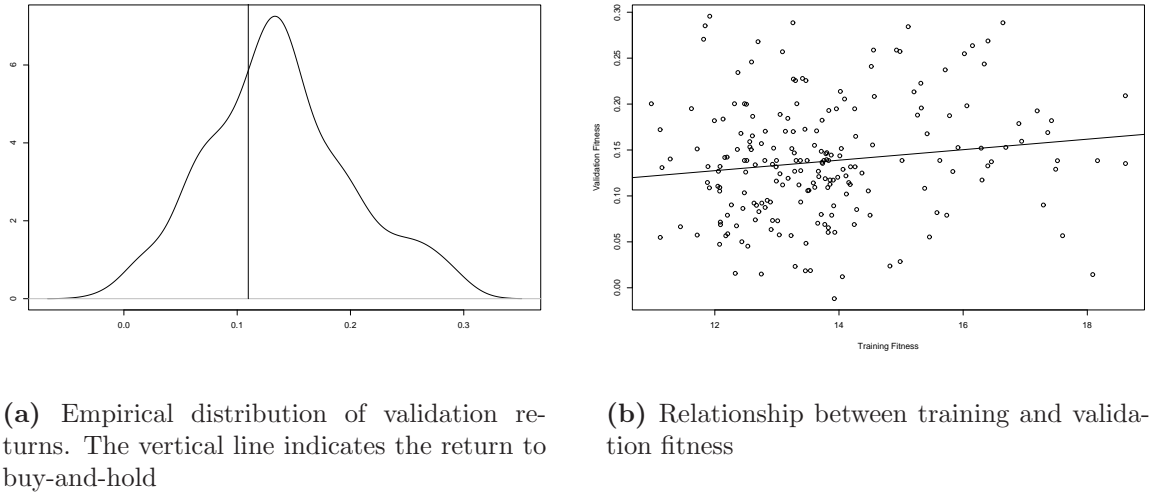 0
2
4
6
0.0 0.1 0.2 0.3
0.00 0.05 0.10 0.15 0.20 0.25 0.30
Validation Fitness
12 14 16 18
Training Fitness
(a) Empirical distribution of validation re-
turns. The vertical line indicates the return to
buy-and-hold
(b) Relationship between training and valida-
tion fitness